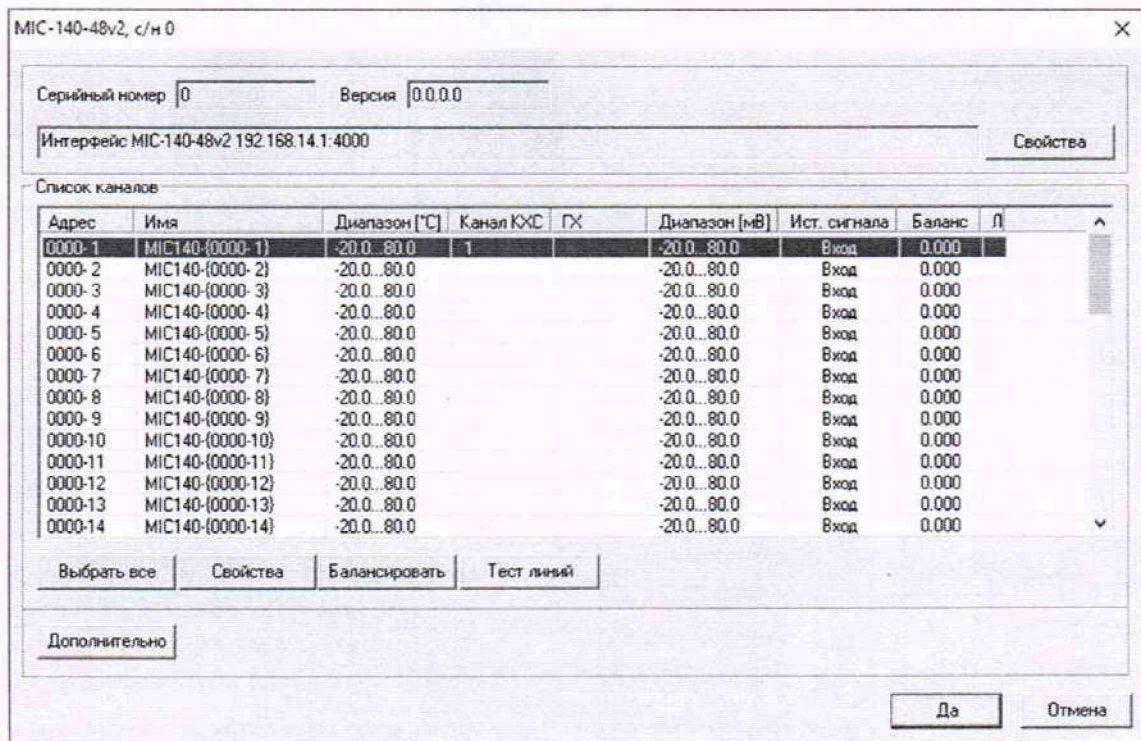 MIC-140-48v2, с/н 0
Серийный номер 0 Версия 0.0.0.0
Интерфейс MIC-140-48v2 192.168.14.1:4000 Свойства
Список каналов
Адрес Имя Диапазон [°C] Канал КХС ГХ Диапазон [мВ] Ист. сигнала Баланс Л
0000- 1 MIC140-{0000- 1} -20.0...80.0 1 -20.0...80.0 Вход 0.000
0000- 2 MIC140-{0000- 2} -20.0...80.0 -20.0...80.0 Вход 0.000
0000- 3 MIC140-{0000- 3} -20.0...80.0 -20.0...80.0 Вход 0.000
0000- 4 MIC140-{0000- 4} -20.0...80.0 -20.0...80.0 Вход 0.000
0000- 5 MIC140-{0000- 5} -20.0...80.0 -20.0...80.0 Вход 0.000
0000- 6 MIC140-{0000- 6} -20.0...80.0 -20.0...80.0 Вход 0.000
0000- 7 MIC140-{0000- 7} -20.0...80.0 -20.0...80.0 Вход 0.000
0000- 8 MIC140-{0000- 8} -20.0...80.0 -20.0...80.0 Вход 0.000
0000- 9 MIC140-{0000- 9} -20.0...80.0 -20.0...80.0 Вход 0.000
0000-10 MIC140-{0000-10} -20.0...80.0 -20.0...80.0 Вход 0.000
0000-11 MIC140-{0000-11} -20.0...80.0 -20.0...80.0 Вход 0.000
0000-12 MIC140-{0000-12} -20.0...80.0 -20.0...80.0 Вход 0.000
0000-13 MIC140-{0000-13} -20.0...80.0 -20.0...80.0 Вход 0.000
0000-14 MIC140-{0000-14} -20.0...80.0 -20.0...80.0 Вход 0.000
Выбрать все Свойства Балансировать Тест линий
Дополнительно
Да Отмена